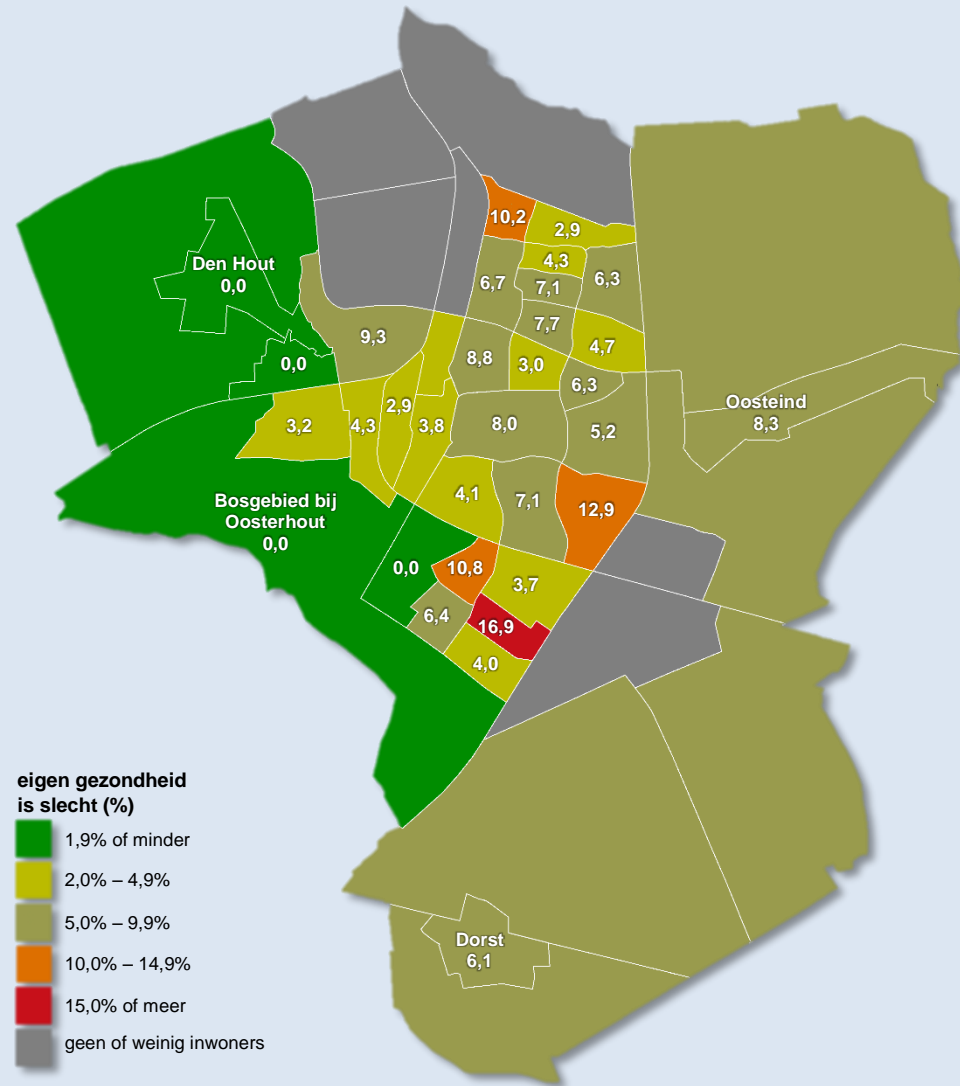 10,2
2,9
4,3
6,3
6,7
7,1
Den Hout
0,0
7,7
9,3
4,7
8,8
3,0
0,0
6,3
2,9
Oosteind
8,3
3,2
4,3
3,8
8,0
5,2
4,1
7,1
12,9
Bosgebied bij
Oosterhout
0,0
0,0
10,8
3,7
6,4
16,9
4,0
eigen gezondheid
is slecht (%)
1,9% of minder
2,0% – 4,9%
5,0% – 9,9%
10,0% – 14,9%
15,0% of meer
geen of weinig inwoners
Dorst
6,1